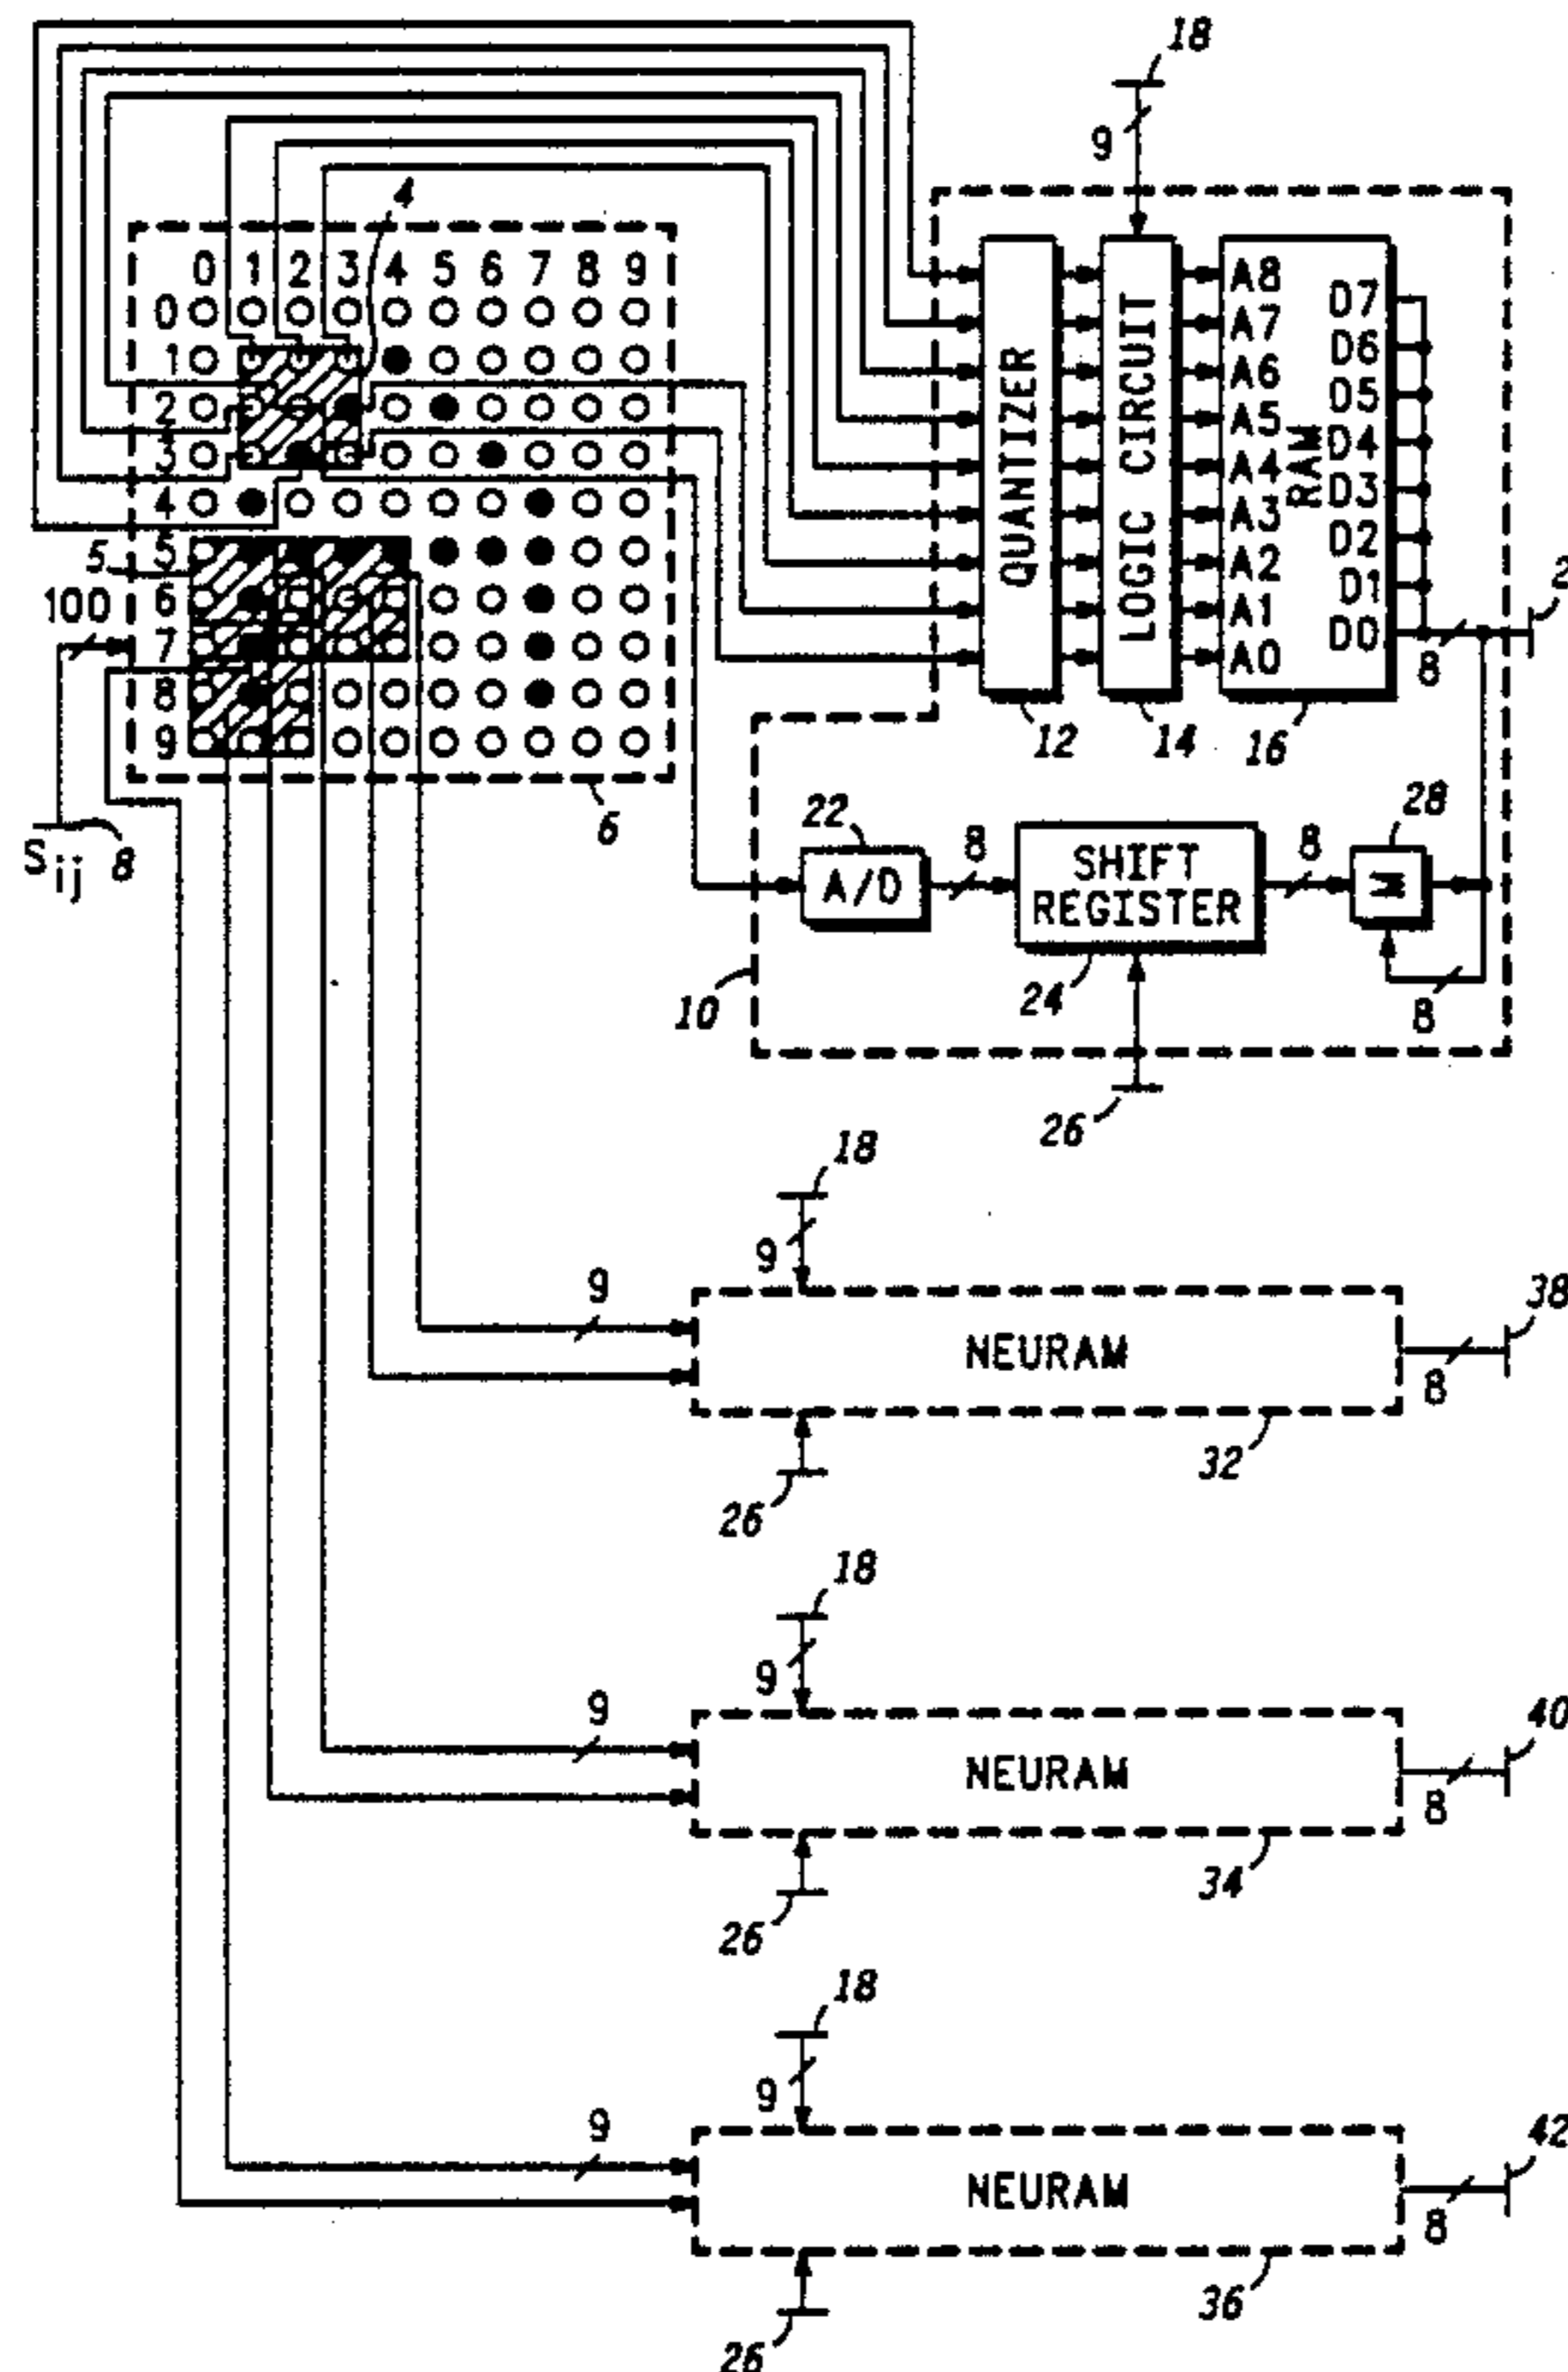 18
9
4
0 1 2 3 4 5 6 7 8 9
0
1
2
3
4
5
6
7
8
9
5
100
S ij 8
6
QUANTIZER
LOGIC CIRCUIT
RAM
A8
A7
A6
A5
A4
A3
A2
A1
A0
D7
D6
D5
D4
D3
D2
D1
D0
8
12
14
16
22
A/D
8
SHIFT
REGISTER
24
8
28
Σ
8
10
26
18
9
9
NEURAM
8
38
32
26
18
9
9
NEURAM
8
40
34
26
18
9
9
NEURAM
8
42
36
26